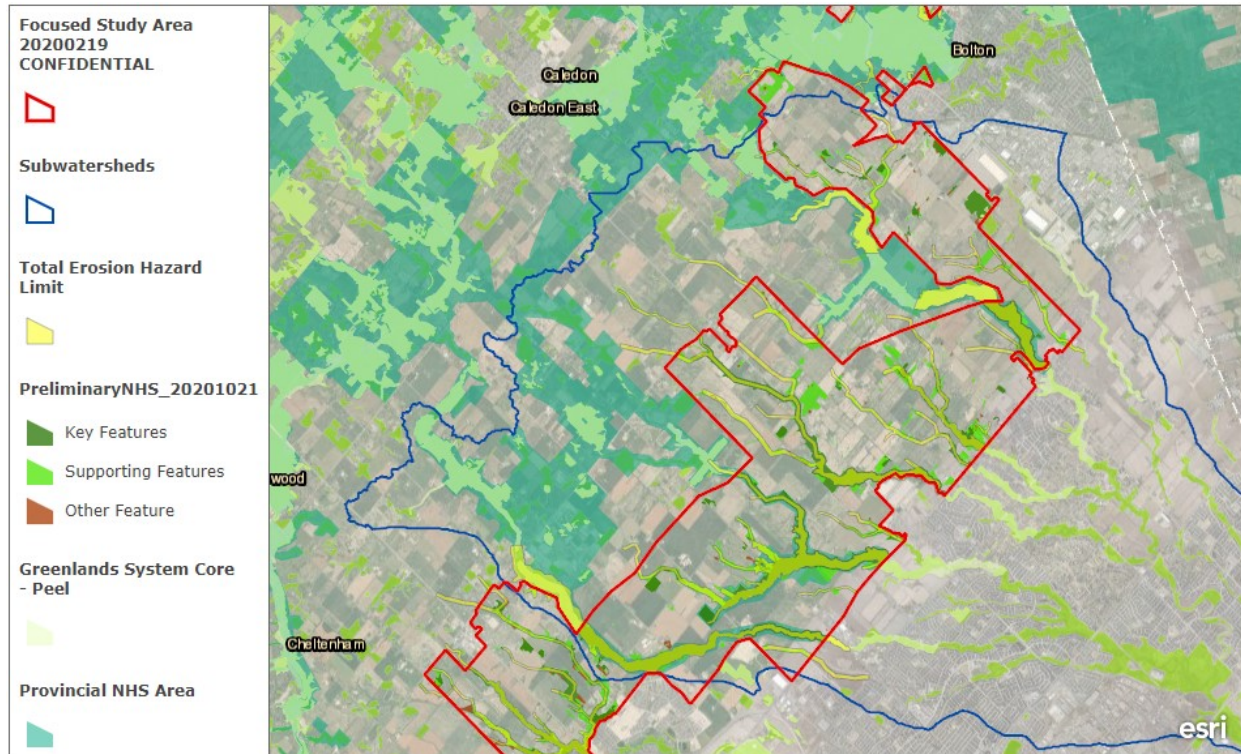 Focused Study Area
20200219
CONFIDENTIAL
Subwatersheds
Total Erosion Hazard
Limit
PreliminaryNHS_20201021
Key Features
Supporting Features
Other Feature
Greenlands System Core
- Peel
Provincial NHS Area
Bolton
Caledon
Caledon East
wood
Cheltenham
esri